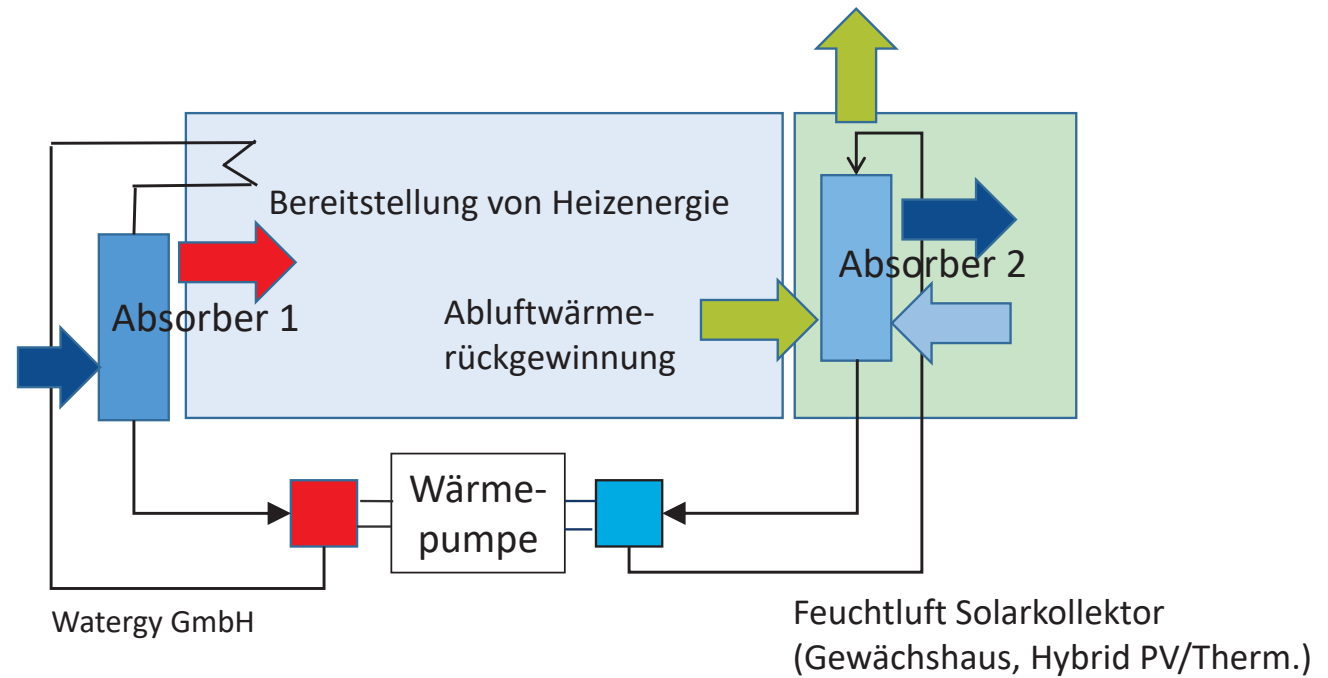 Bereitstellung von Heizenergie
Absorber 2
Absorber 1
Abluftwärme-
rückgewinnung
Wärme-
pumpe
Watergy GmbH
Feuchtluft Solarkollektor
(Gewächshaus, Hybrid PV/Therm.)